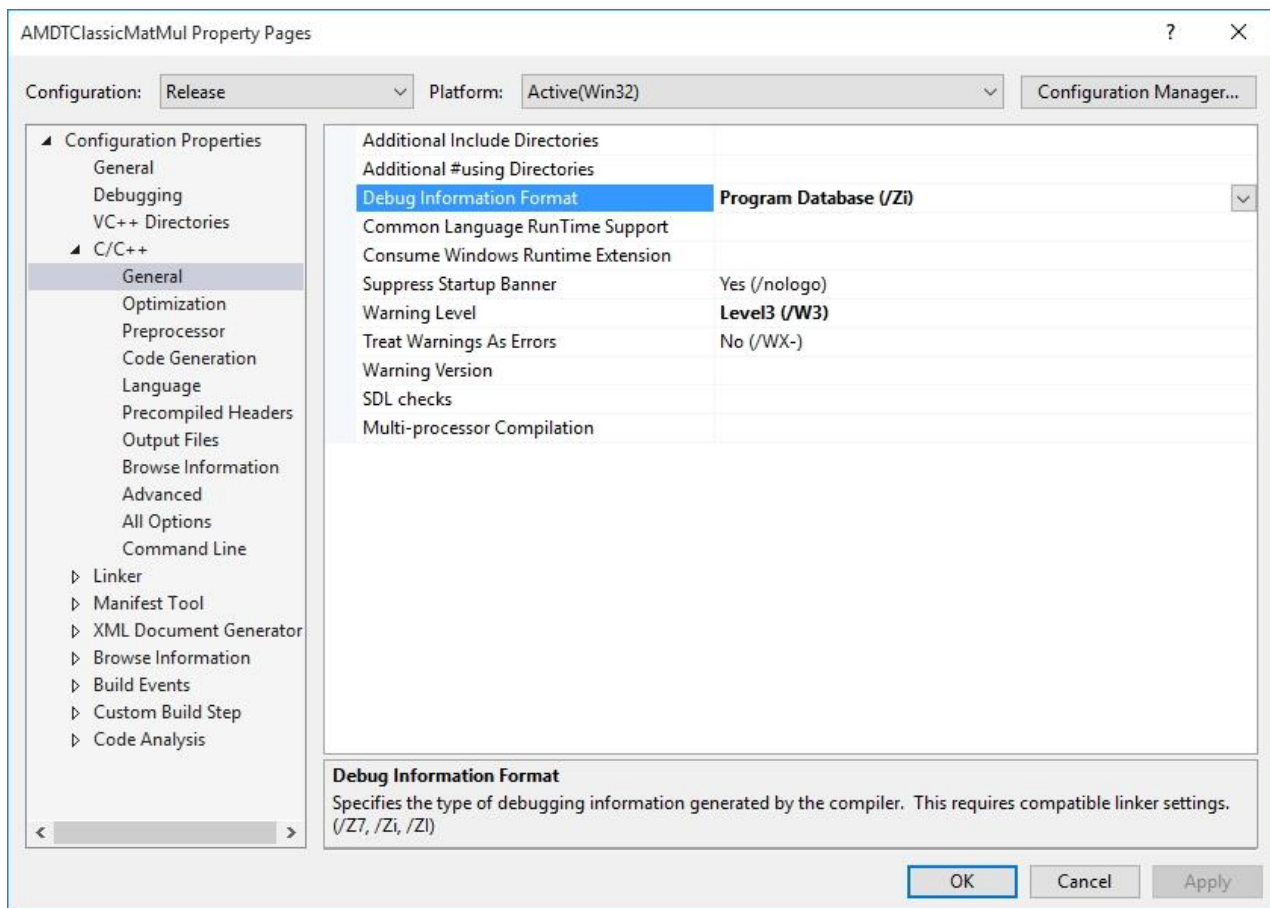 AMDTClassicMatMul Property Pages
Configuration: Release Platform: Active(Win32) Configuration Manager...
Configuration Properties
General
Debugging
VC++ Directories
C/C++
General
Optimization
Preprocessor
Code Generation
Language
Precompiled Headers
Output Files
Browse Information
Advanced
All Options
Command Line
Linker
Manifest Tool
XML Document Generator
Browse Information
Build Events
Custom Build Step
Code Analysis
Additional Include Directories
Additional #using Directories
Debug Information Format Program Database (/Zi)
Common Language RunTime Support
Consume Windows Runtime Extension
Suppress Startup Banner Yes (/nologo)
Warning Level Level3 (/W3)
Treat Warnings As Errors No (/WX-)
Warning Version
SDL checks
Multi-processor Compilation
Debug Information Format
Specifies the type of debugging information generated by the compiler. This requires compatible linker settings.
(/Z7, /Zi, /ZI)
OK Cancel Apply